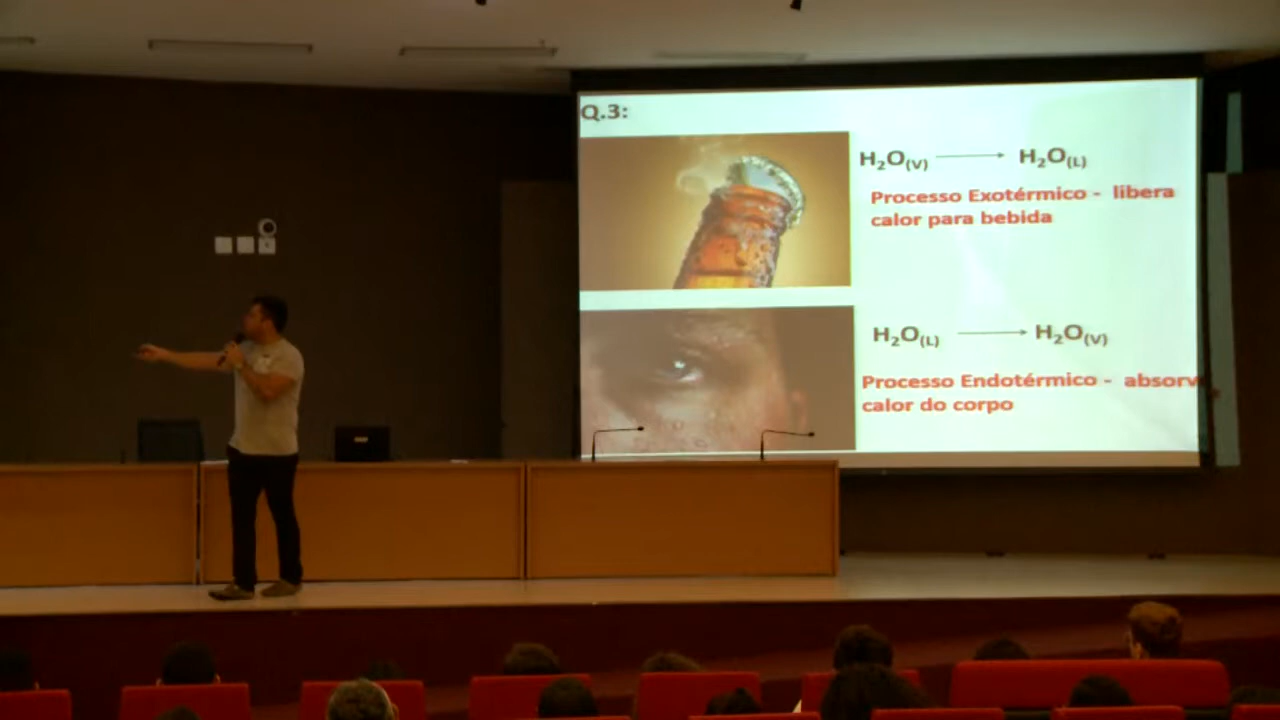 Q.3:
H₂O(V) → H₂O(L)
Processo Exotérmico - libera
calor para bebida
H₂O(L) → H₂O(V)
Processo Endotérmico - absorv
calor do corpo